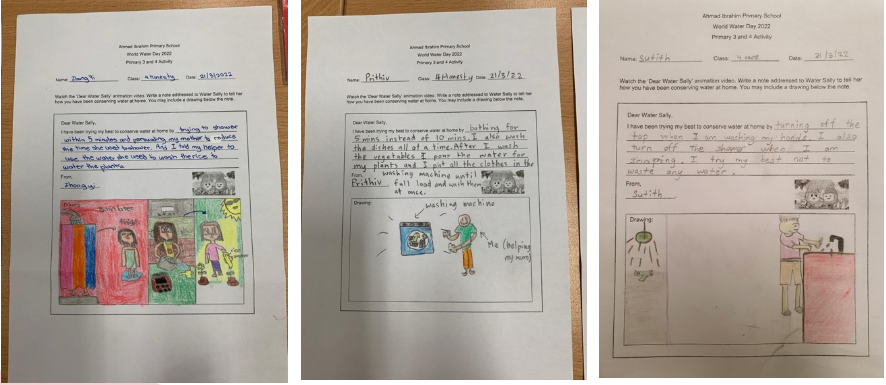 Ahmad Ibrahim Primary School
World Water Day 2022
Primary 3 and 4 Activity
Name: Zhang Yi Class: 4Honesty Date: 21/3/2022
Watch the 'Dear Water Sally' animation video. Write a note addressed to Water Sally to tell her
how you have been conserving water at home. You may include a drawing below the note.
Dear Water Sally,
I have been trying my best to conserve water at home by trying to shower
within 5 minutes and persuading my mother to reduce
the time she uses to shower. And I told my helper to
use the water she used to wash the rice to
water the plants
From,
Drawing:
Ahmad Ibrahim Primary School
World Water Day 2022
Primary 3 and 4 Activity
Name: Prithiv Class: 4Honesty Date: 21/3/22
Watch the 'Dear Water Sally' animation video. Write a note addressed to Water Sally to tell her
how you have been conserving water at home. You may include a drawing below the note.
Dear Water Sally,
I have been trying my best to conserve water at home by bathing for
5 mins instead of 10 mins. I also wash
the dishes all at a time. After I wash
the vegetables I pour the water for
my plants and I put all the clothes in the
washing machine until
From,
Prithiv
full load and wash them
at once.
Drawing:
washing machine
Me (helping
my mum)
Ahmad Ibrahim Primary School
World Water Day 2022
Primary 3 and 4 Activity
Name: Sutith Class: Date: 21/3/22
Watch the 'Dear Water Sally' animation video. Write a note addressed to Water Sally to tell her
how you have been conserving water at home. You may include a drawing below the note.
Dear Water Sally,
I have been trying my best to conserve water at home by turning off the
tap when I am washing my hands. I also
turn off the shower when I am
I try my best not to
waste any water.
From,
Sutith
Drawing: